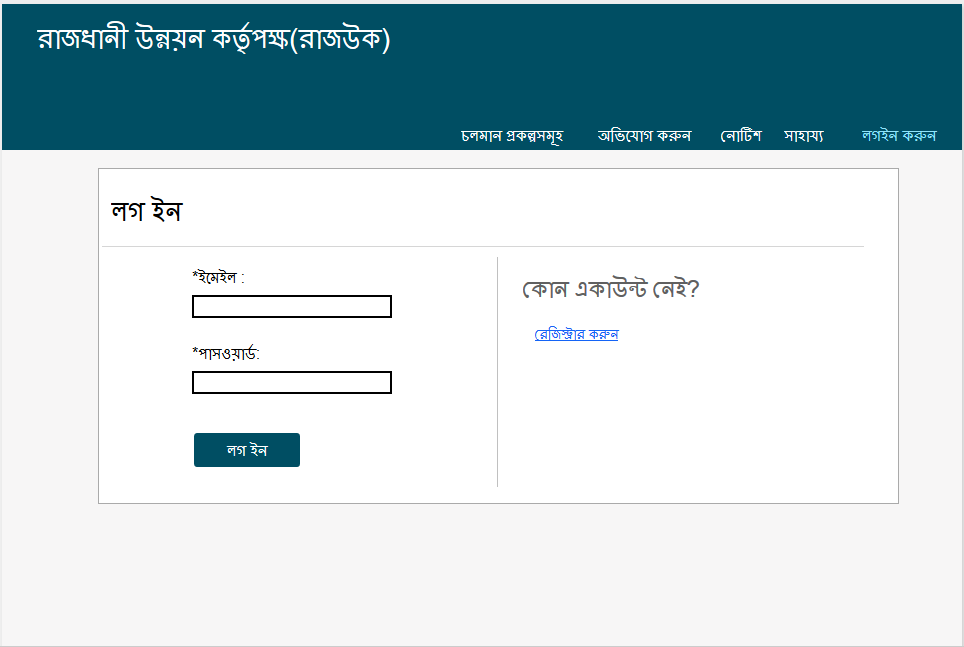 রাজধানী উন্নয়ন কর্তৃপক্ষ(রাজউক)
চলমান প্রকল্পসমূহ অভিযোগ করুন নোটিশ সাহায্য লগইন করুন
লগ ইন
*ইমেইল :
*পাসওয়ার্ড:
লগ ইন
কোন একাউন্ট নেই?
রেজিস্ট্রার করুন